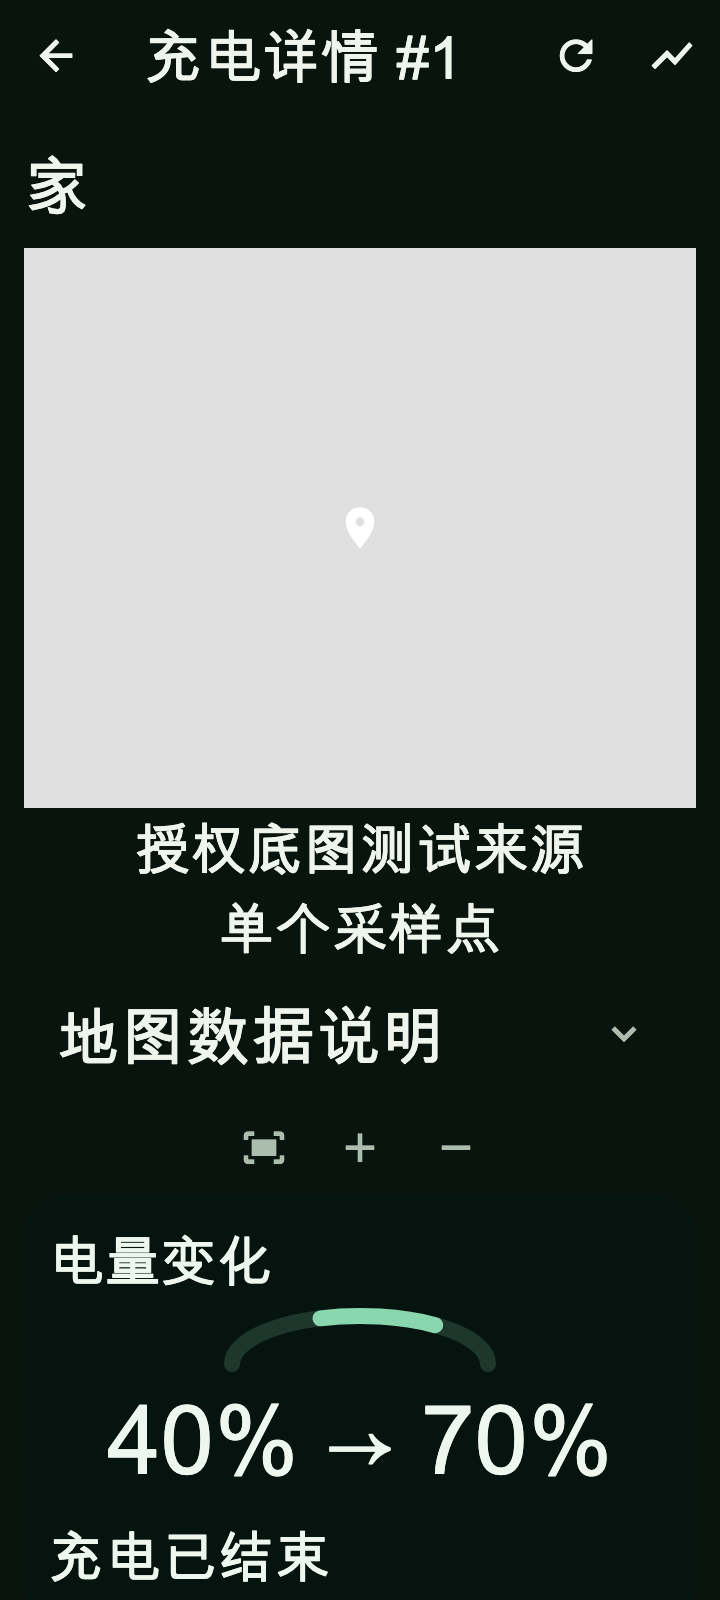 充电详情 #1
家
授权底图测试来源
单个采样点
地图数据说明
电量变化
40% → 70%
充电已结束